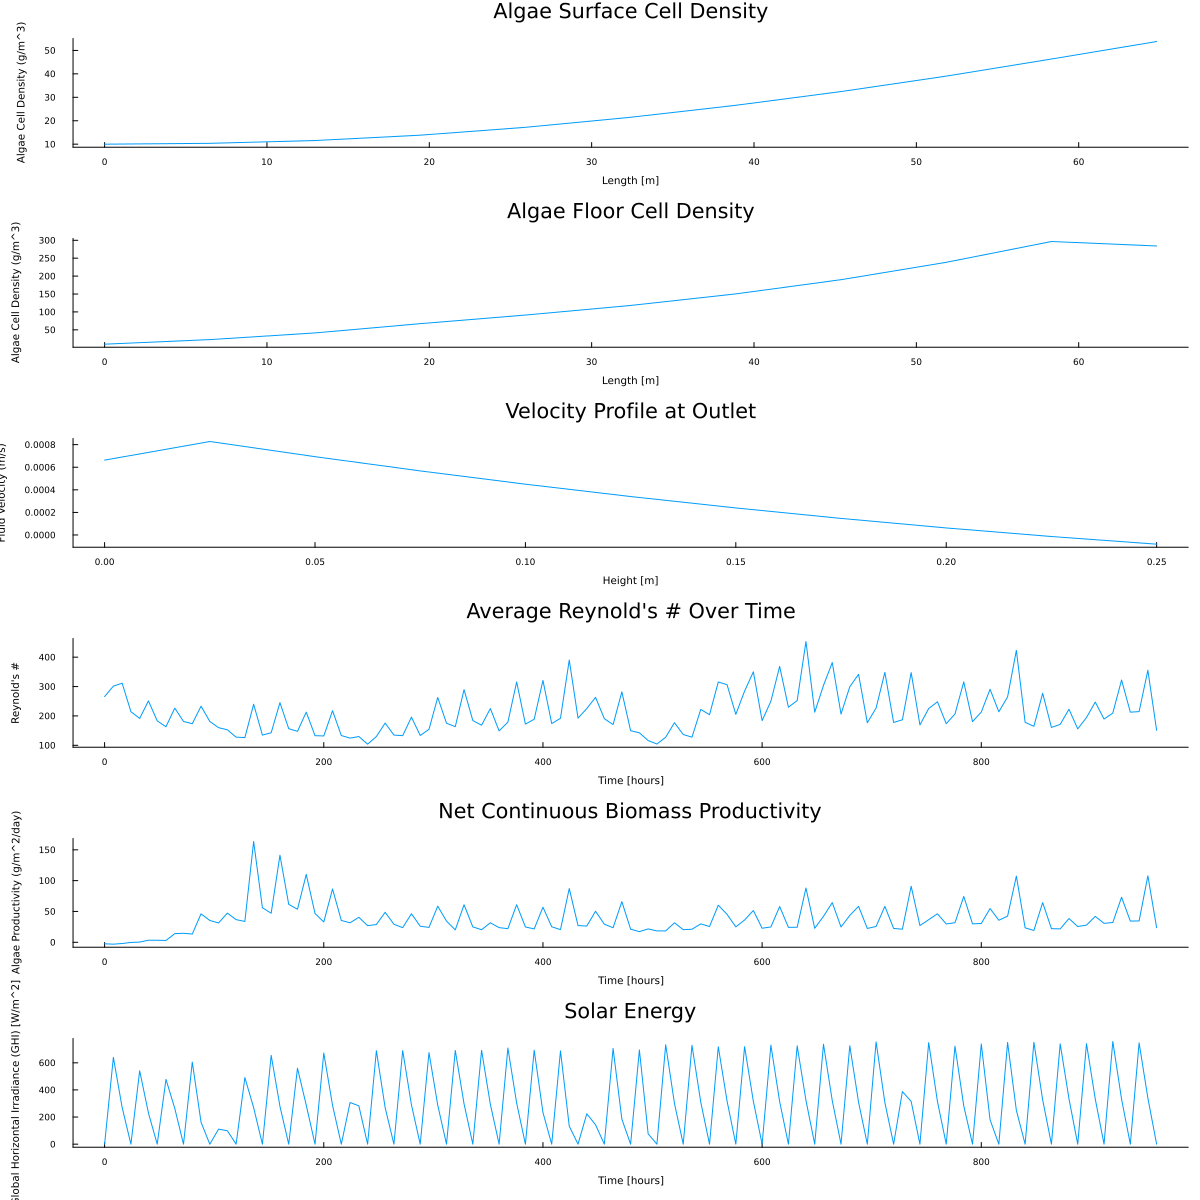 Algae Surface Cell Density
Algae Cell Density (g/m^3)
50
40
30
20
10
0 10 20 30 40 50 60
Length [m]
Algae Floor Cell Density
Algae Cell Density (g/m^3)
300
250
200
150
100
50
0 10 20 30 40 50 60
Length [m]
Velocity Profile at Outlet
Velocity (m/s)
0.0008
0.0006
0.0004
0.0002
0.0000
0.00 0.05 0.10 0.15 0.20 0.25
Height [m]
Average Reynold's # Over Time
Reynold's #
400
300
200
100
0 200 400 600 800
Time [hours]
Net Continuous Biomass Productivity
Algae Productivity (g/m^2/day)
150
100
50
0
0 200 400 600 800
Time [hours]
Solar Energy
Horizontal Irradiance (GHI) [W/m^2]
600
400
200
0
0 200 400 600 800
Time [hours]